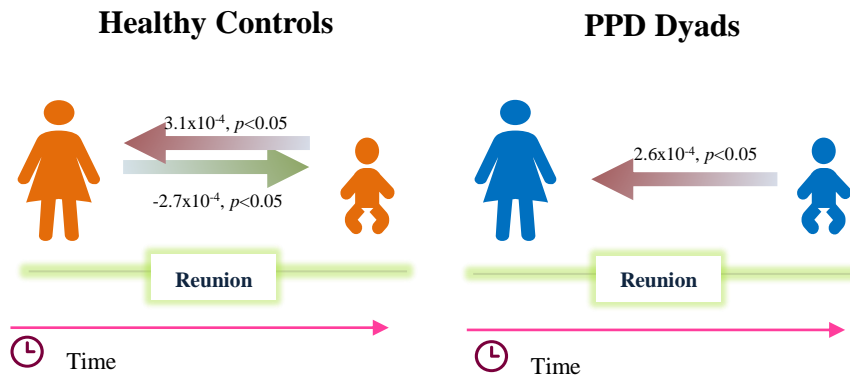 Healthy Controls
3.1x10⁻⁴, p<0.05
-2.7x10⁻⁴, p<0.05
Reunion
Time
PPD Dyads
2.6x10⁻⁴, p<0.05
Reunion
Time